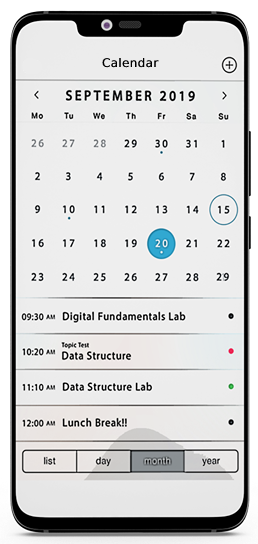 Calendar
SEPTEMBER 2019
Mo Tu We Th Fr Sa Su
26 27 28 29 30 31 1
2 3 4 5 6 7 8
9 10 11 12 13 14 15
16 17 18 19 20 21 22
23 24 25 26 27 28 29
09:30 AM Digital Fundamentals Lab
Topic Test
10:20 AM Data Structure
11:10 AM Data Structure Lab
12:00 AM Lunch Break!!
list day month year